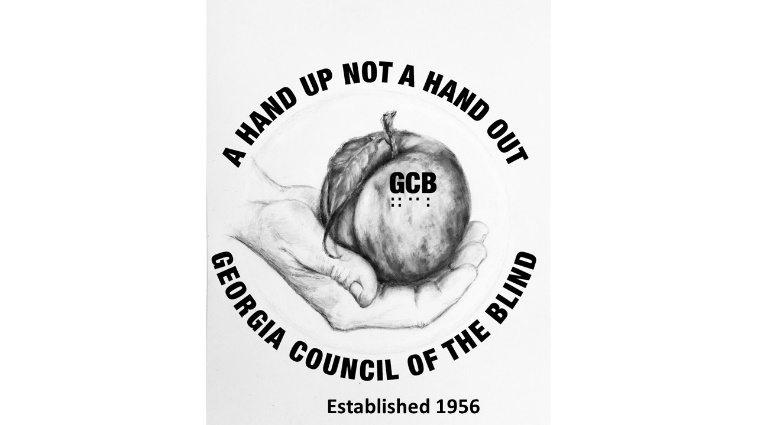 A HAND UP NOT A HAND OUT
GCB
⠛⠉⠃
GEORGIA COUNCIL OF THE BLIND
Established 1956